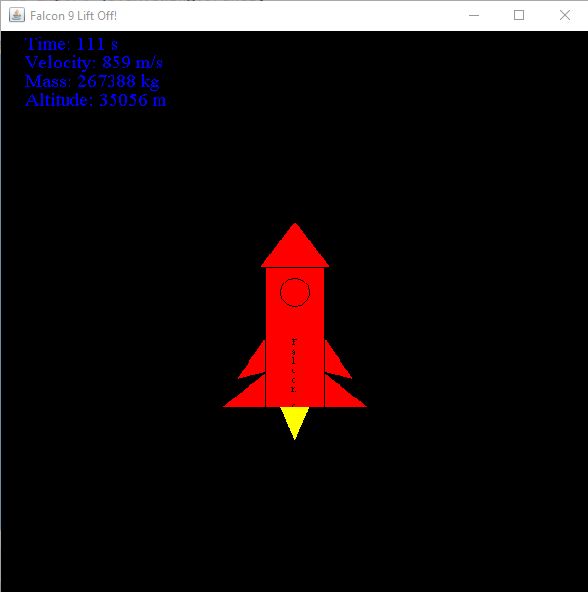 Falcon 9 Lift Off!
Time: 111 s
Velocity: 859 m/s
Mass: 267388 kg
Altitude: 35056 m